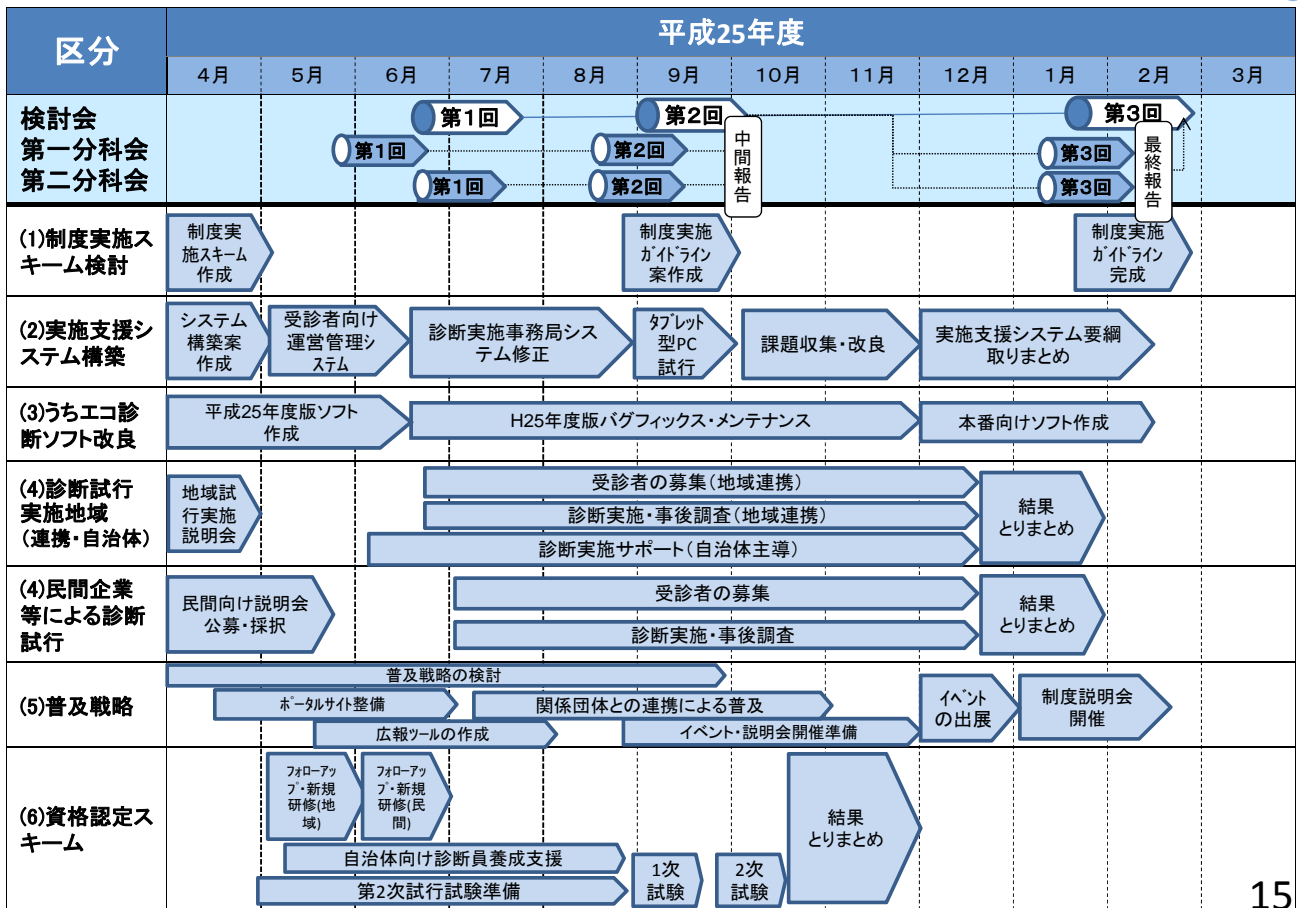 区分
平成25年度
4月 5月 6月 7月 8月 9月 10月 11月 12月 1月 2月 3月
検討会
第一分科会
第二分科会
第1回
第2回
第3回
第1回
第2回
第3回
第1回
第2回
第3回
中間報告
最終報告
(1)制度実施ス
キーム検討
制度実
施スキーム
作成
制度実施
ガイドライン
案作成
制度実施
ガイドライン
完成
(2)実施支援シ
ステム構築
システム
構築案
作成
受診者向け
運営管理シ
ステム
診断実施事務局シス
テム修正
タブレット
型PC
試行
課題収集・改良
実施支援システム要綱
取りまとめ
(3)うちエコ診
断ソフト改良
平成25年度版ソフト
作成
H25年度版バグフィックス・メンテナンス
本番向けソフト作成
(4)診断試行
実施地域
(連携・自治体)
地域試
行実施
説明会
受診者の募集(地域連携)
診断実施・事後調査(地域連携)
診断実施サポート(自治体主導)
結果
とりまとめ
(4)民間企業
等による診断
試行
民間向け説明会
公募・採択
受診者の募集
診断実施・事後調査
結果
とりまとめ
(5)普及戦略
普及戦略の検討
ポータルサイト整備
関係団体との連携による普及
広報ツールの作成
イベント・説明会開催準備
イベント
の出展
制度説明会
開催
(6)資格認定ス
キーム
フォローアッ
プ・新規
研修(地
域)
フォローアッ
プ・新規
研修(民
間)
自治体向け診断員養成支援
第2次試行試験準備
1次
試験
2次
試験
結果
とりまとめ
15